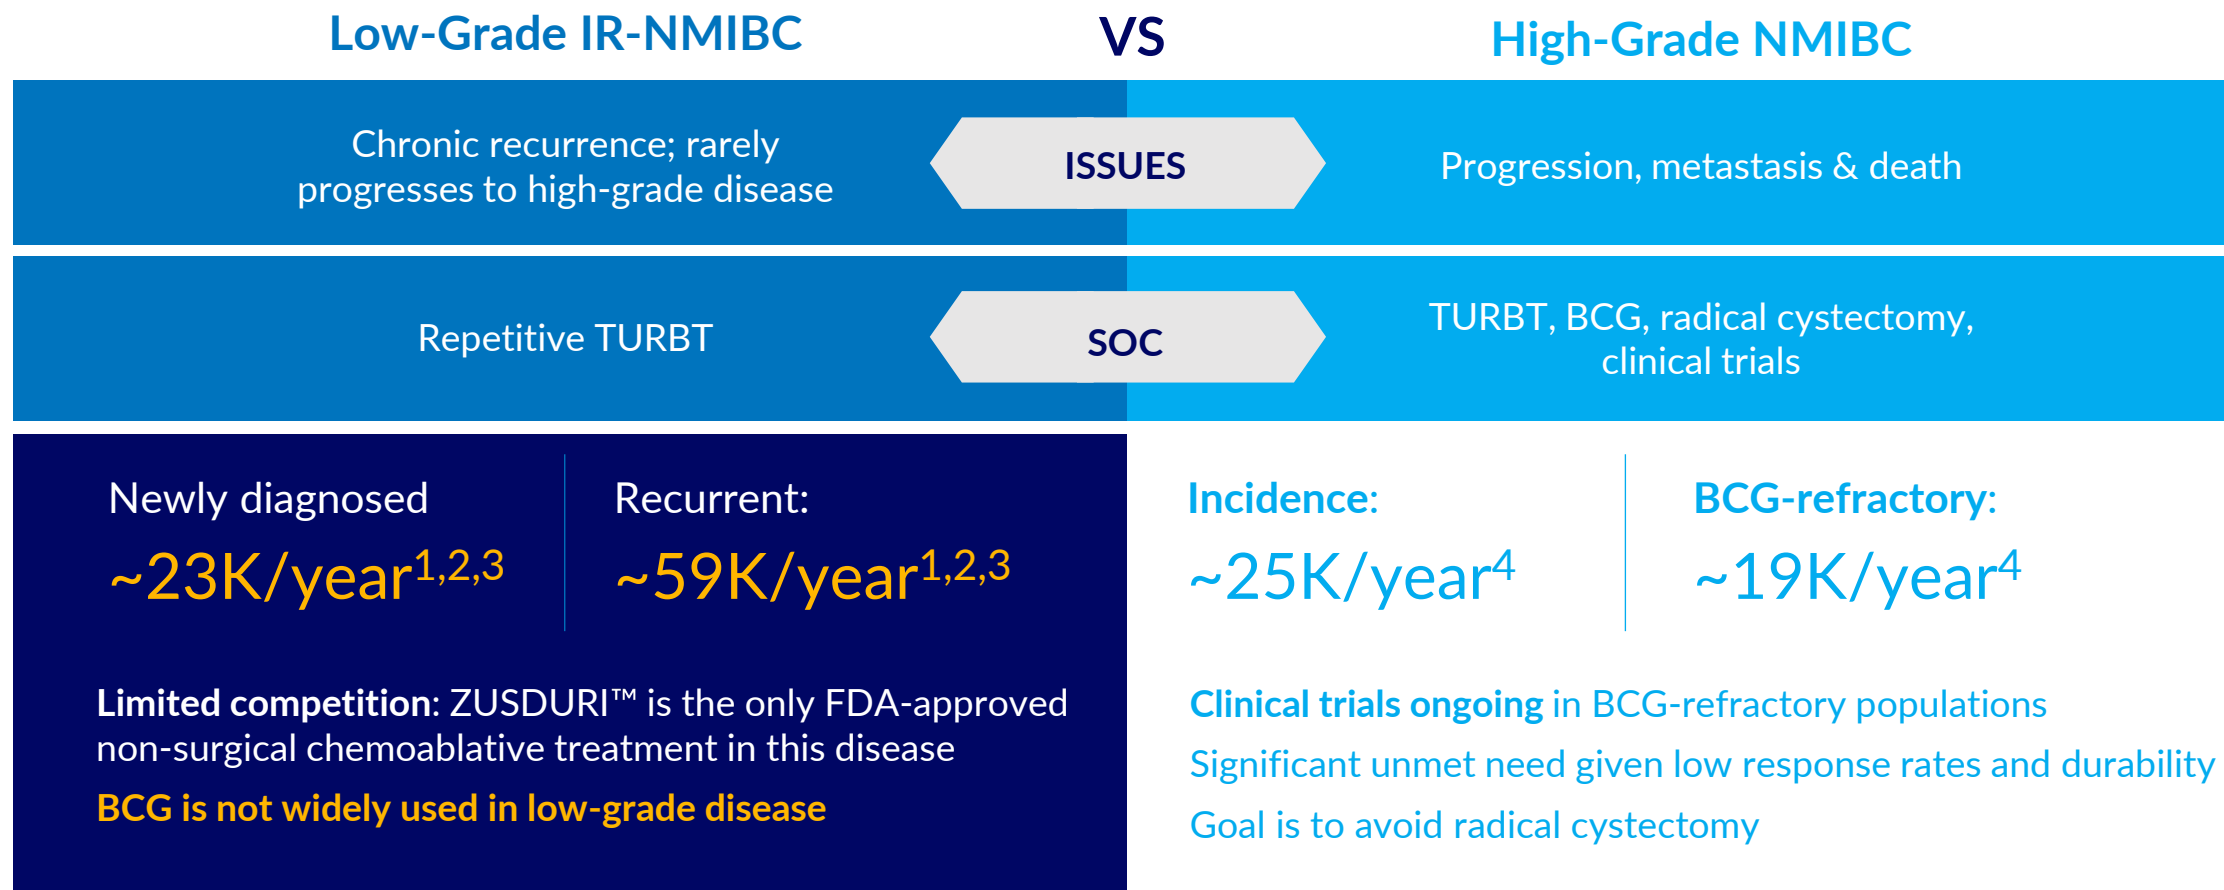 Low-Grade IR-NMIBC
VS
High-Grade NMIBC
Chronic recurrence; rarely
progresses to high-grade disease
ISSUES
Progression, metastasis & death
Repetitive TURBT
SOC
TURBT, BCG, radical cystectomy,
clinical trials
Newly diagnosed
~23K/year1,2,3
Recurrent:
~59K/year1,2,3
Limited competition: ZUSDURI™ is the only FDA-approved
non-surgical chemoablative treatment in this disease
BCG is not widely used in low-grade disease
Incidence:
~25K/year4
BCG-refractory:
~19K/year4
Clinical trials ongoing in BCG-refractory populations
Significant unmet need given low response rates and durability
Goal is to avoid radical cystectomy